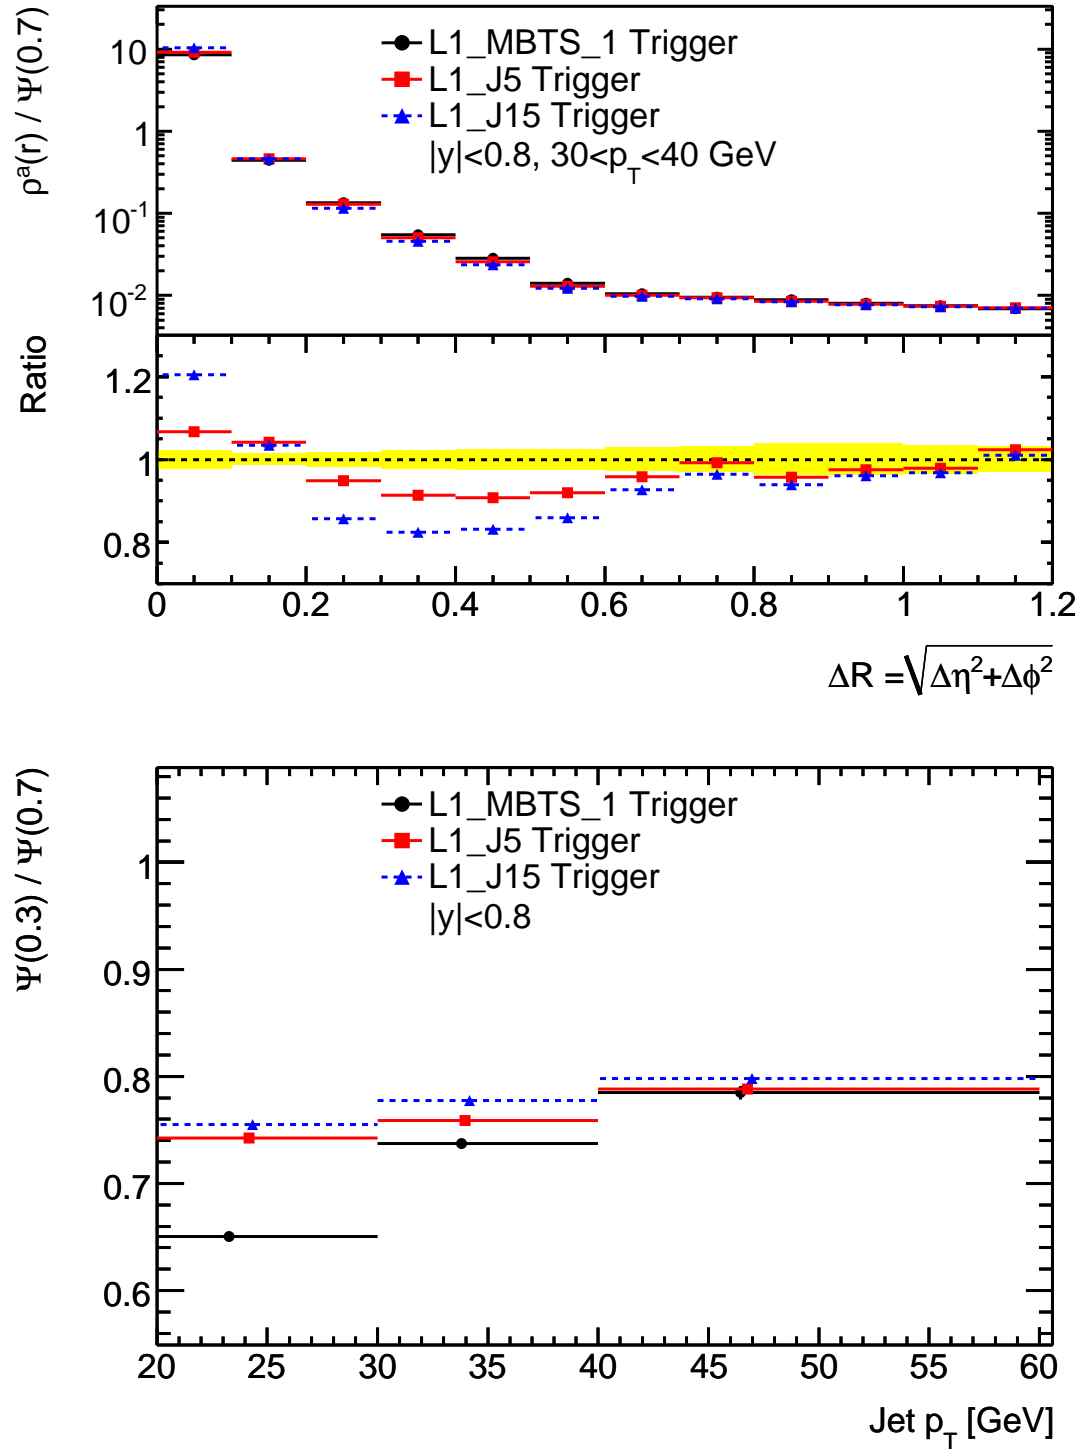 ρᵃ(r) / Ψ(0.7)
10
1
10⁻¹
10⁻²
L1_MBTS_1 Trigger
L1_J5 Trigger
L1_J15 Trigger
|y|<0.8, 30<p_T<40 GeV
Ratio
1.2
1
0.8
0 0.2 0.4 0.6 0.8 1 1.2
ΔR = √Δη²+Δϕ²
Ψ(0.3) / Ψ(0.7)
1
0.9
0.8
0.7
0.6
L1_MBTS_1 Trigger
L1_J5 Trigger
L1_J15 Trigger
|y|<0.8
20 25 30 35 40 45 50 55 60
Jet p_T [GeV]